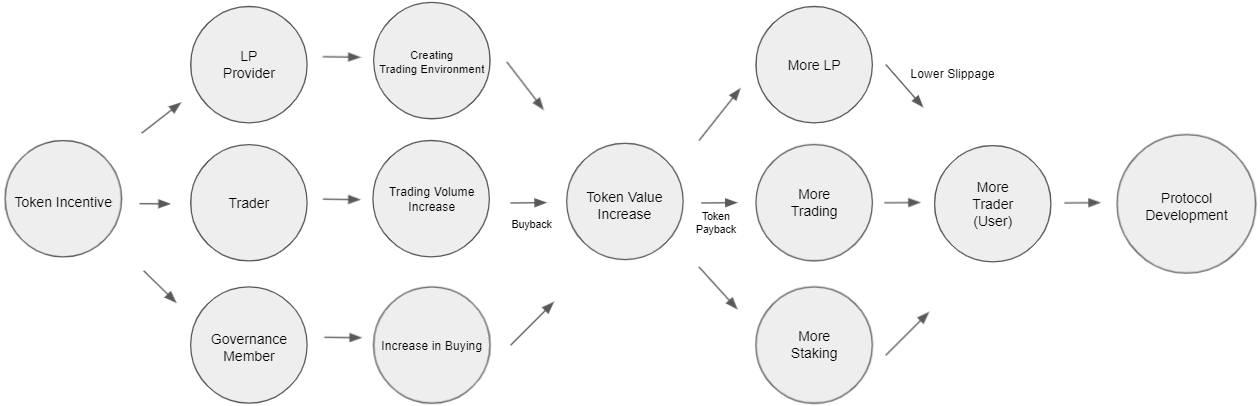 Token Incentive
LP
Provider
Creating
Trading Environment
Trader
Trading Volume
Increase
Governance
Member
Increase in Buying
Buyback
Token Value
Increase
Token
Payback
More LP
Lower Slippage
More
Trading
More
Staking
More
Trader
(User)
Protocol
Development